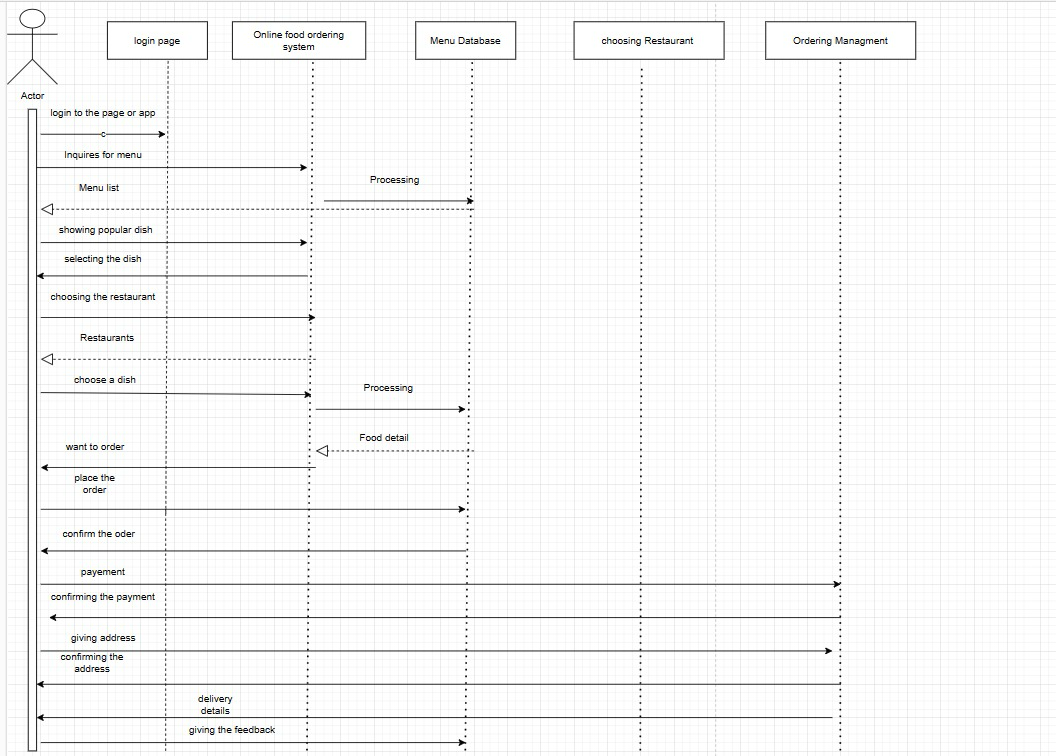 login page
Online food ordering
system
Menu Database
choosing Restaurant
Ordering Managment
Actor
login to the page or app
c
Inquires for menu
Processing
Menu list
showing popular dish
selecting the dish
choosing the restaurant
Restaurants
choose a dish
Processing
Food detail
want to order
place the
order
confirm the oder
payement
confirming the payment
giving address
confirming the
address
delivery
details
giving the feedback